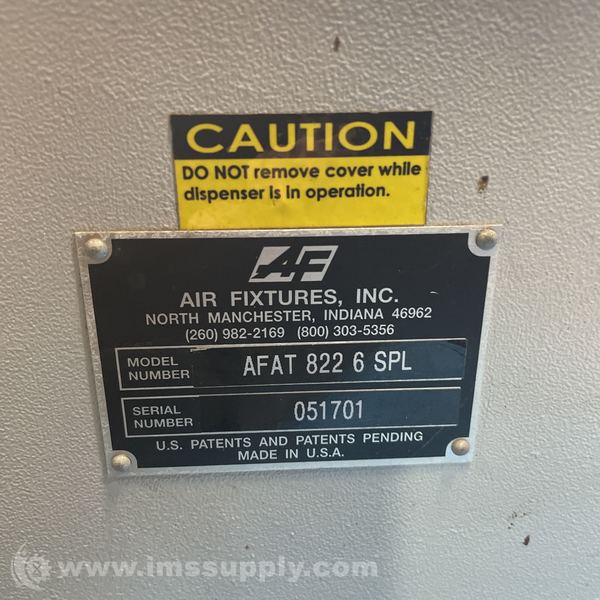 CAUTION
DO NOT remove cover while
dispenser is in operation.
AF
AIR FIXTURES, INC.
NORTH MANCHESTER, INDIANA 46962
(260) 982-2169 (800) 303-5356
MODEL
NUMBER
AFAT 822 6 SPL
SERIAL
NUMBER
051701
U.S. PATENTS AND PATENTS PENDING
MADE IN U.S.A.
www.imssupply.com